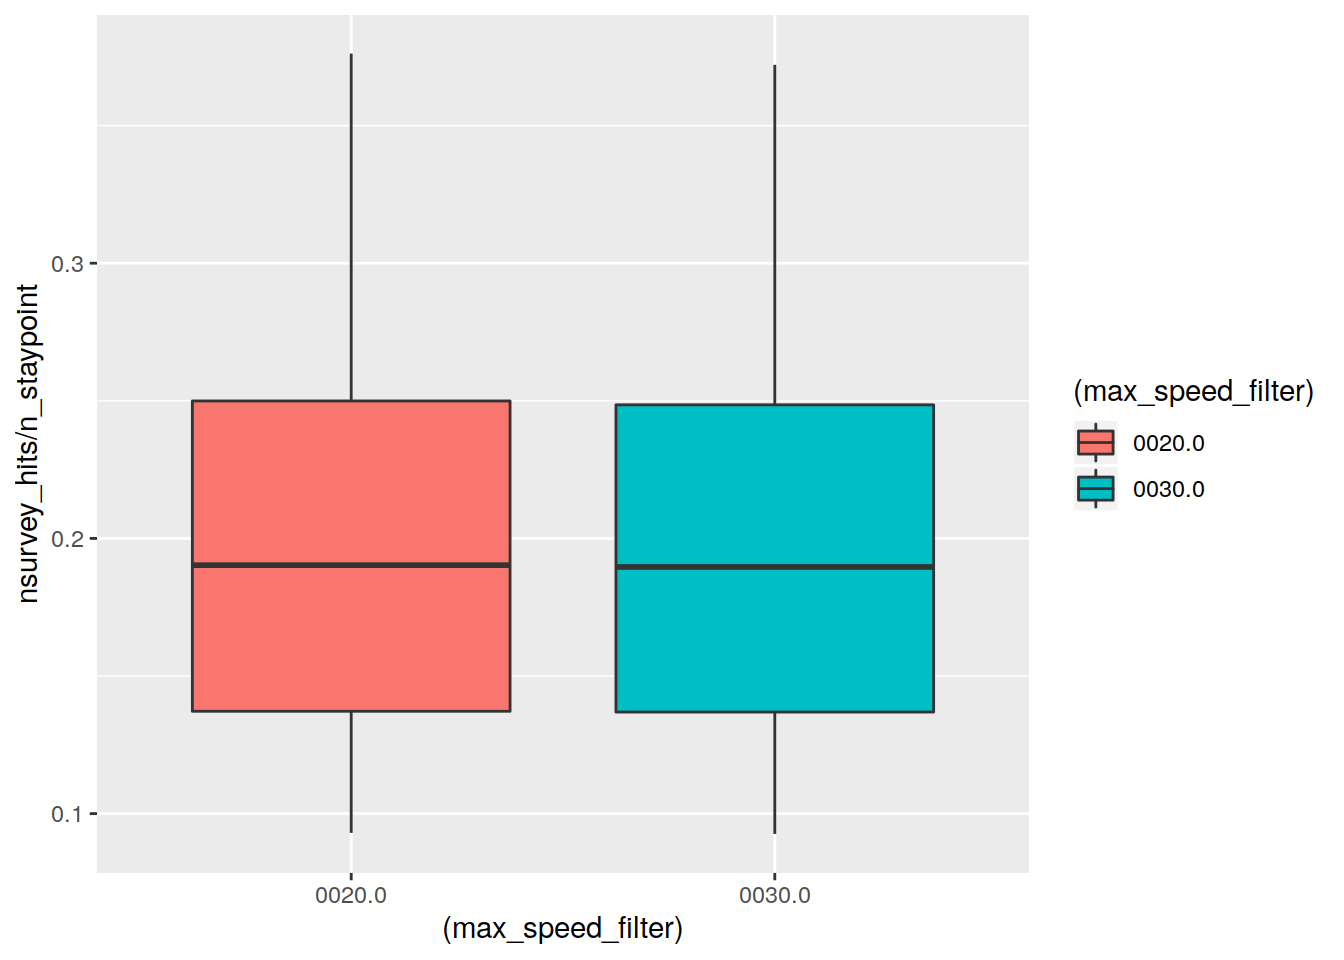 nsurvey_hits/n_staypoint
0.3
0.2
0.1
0020.0
0030.0
(max_speed_filter)
(max_speed_filter)
0020.0
0030.0